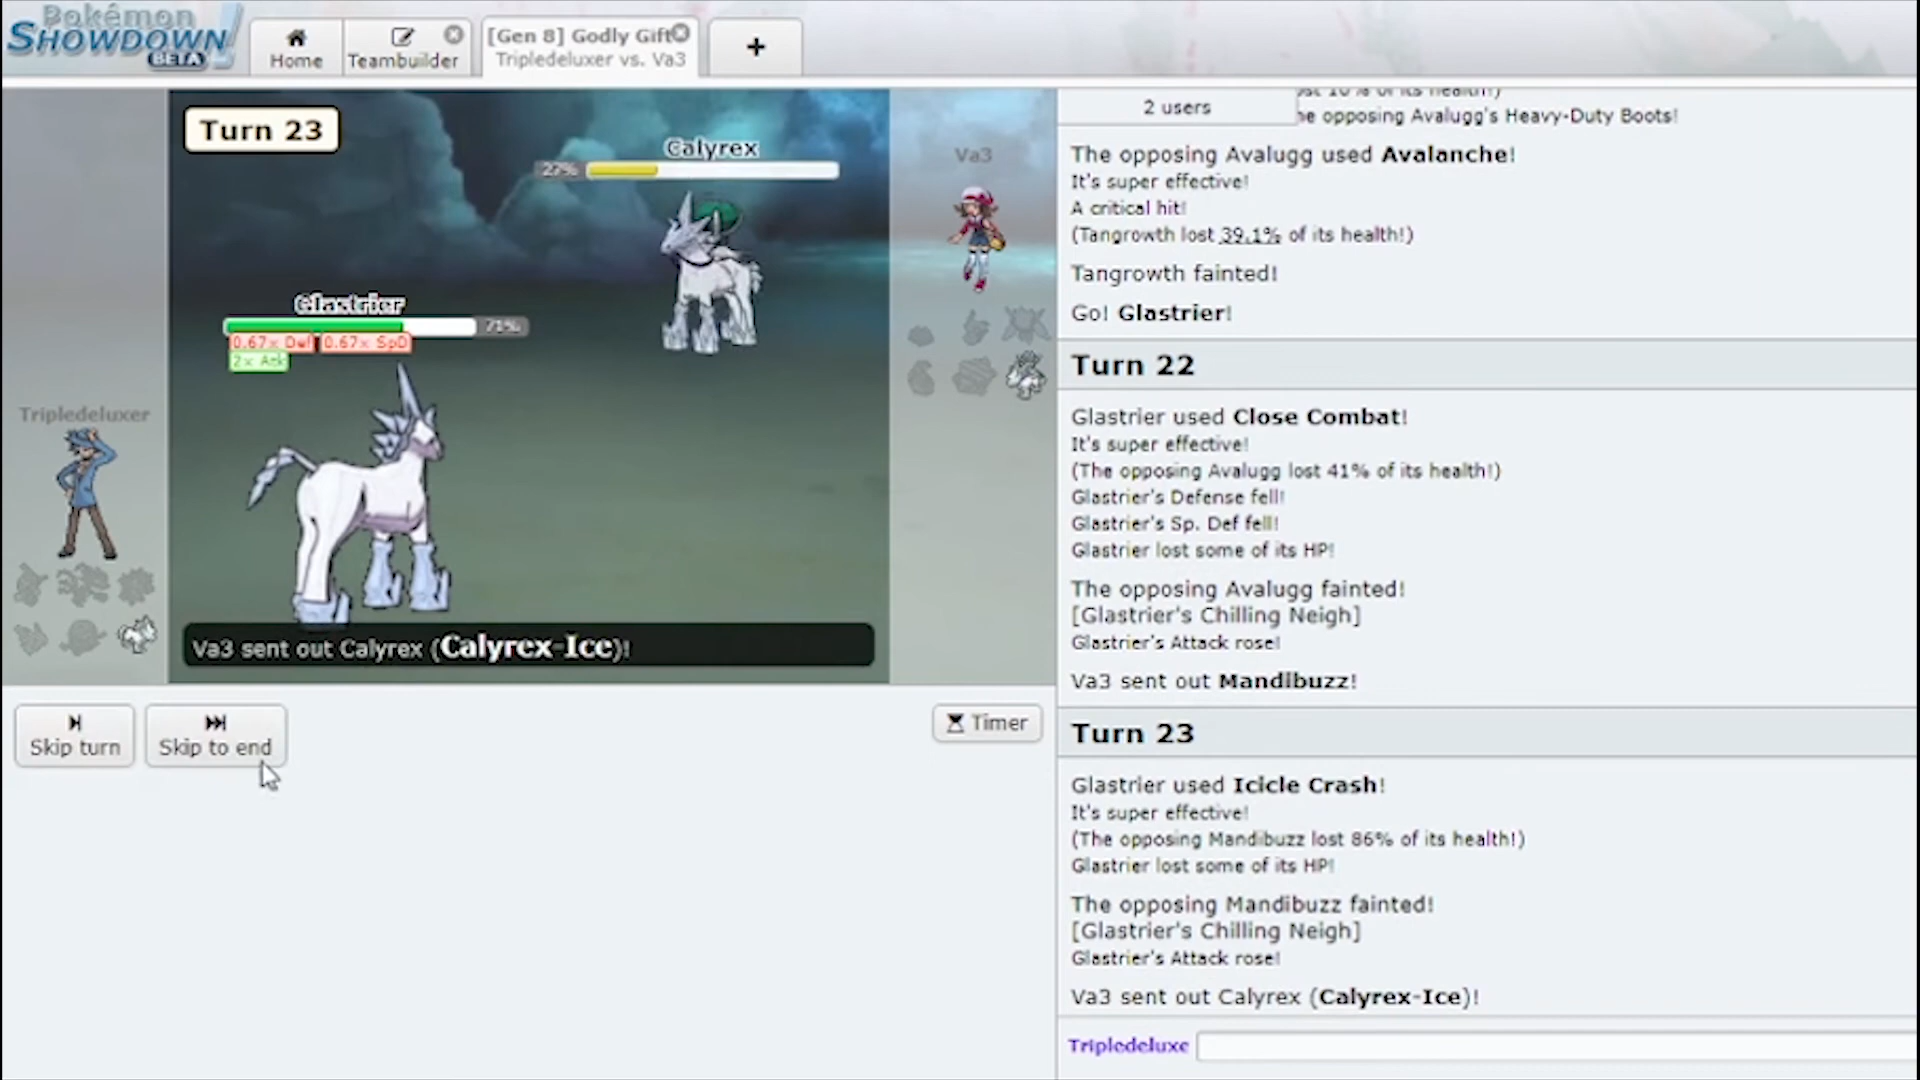 Pokémon
SHOWDOWN!
BETA
Home
Teambuilder
[Gen 8] Godly Gift
Tripledeluxer vs. Va3
+
Turn 23
Calyrex
27%
Va3
Glastrier
71%
0.67× Def 0.67× SpD
2× Atk
Tripledeluxer
Va3 sent out Calyrex (Calyrex-Ice)!
Skip turn
Skip to end
Timer
2 users
10% of its health!)
opposing Avalugg's Heavy-Duty Boots!
The opposing Avalugg used Avalanche!
It's super effective!
A critical hit!
(Tangrowth lost 39.1% of its health!)
Tangrowth fainted!
Go! Glastrier!
Turn 22
Glastrier used Close Combat!
It's super effective!
(The opposing Avalugg lost 41% of its health!)
Glastrier's Defense fell!
Glastrier's Sp. Def fell!
Glastrier lost some of its HP!
The opposing Avalugg fainted!
[Glastrier's Chilling Neigh]
Glastrier's Attack rose!
Va3 sent out Mandibuzz!
Turn 23
Glastrier used Icicle Crash!
It's super effective!
(The opposing Mandibuzz lost 86% of its health!)
Glastrier lost some of its HP!
The opposing Mandibuzz fainted!
[Glastrier's Chilling Neigh]
Glastrier's Attack rose!
Va3 sent out Calyrex (Calyrex-Ice)!
Tripledeluxe